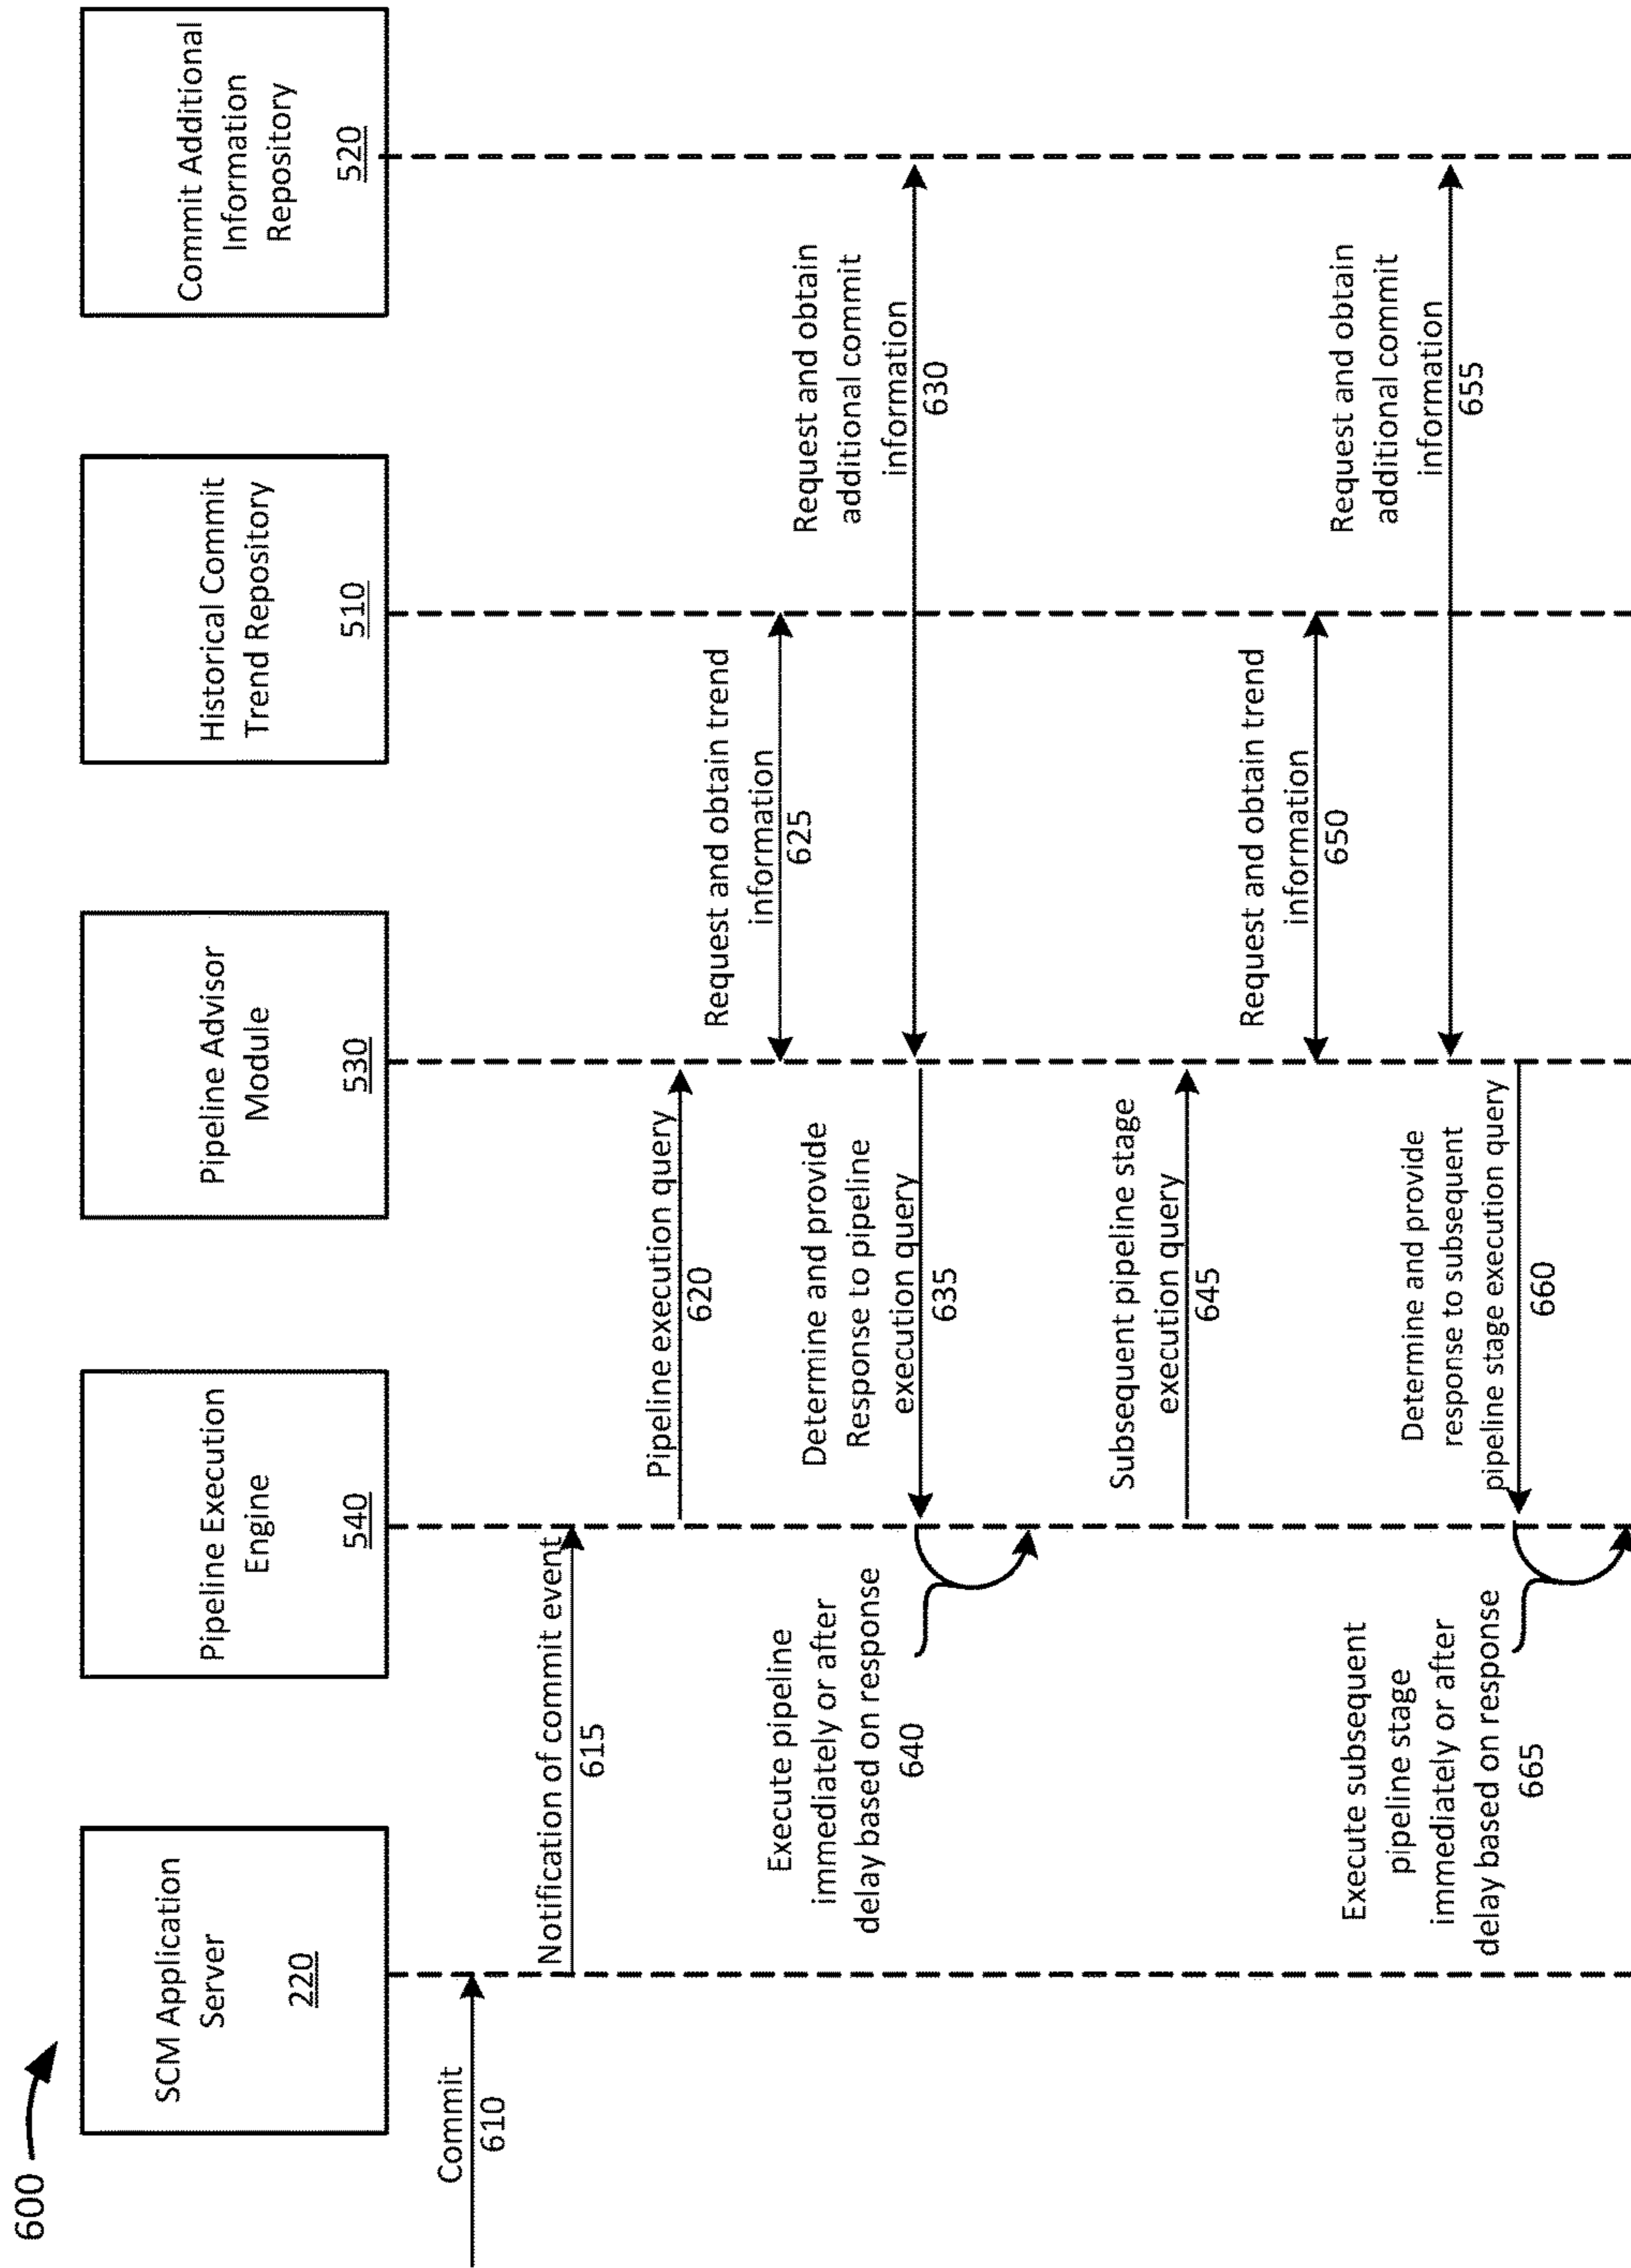 600
SCM Application
Server
220
Pipeline Execution
Engine
540
Pipeline Advisor
Module
530
Historical Commit
Trend Repository
510
Commit Additional
Information
Repository
520
Commit
610
Notification of commit event
615
Pipeline execution query
620
Request and obtain trend
information
625
Request and obtain
additional commit
information
630
Determine and provide
Response to pipeline
execution query
635
Execute pipeline
immediately or after
delay based on response
640
Subsequent pipeline stage
execution query
645
Request and obtain trend
information
650
Request and obtain
additional commit
information
655
Determine and provide
response to subsequent
pipeline stage execution query
660
Execute subsequent
pipeline stage
immediately or after
delay based on response
665